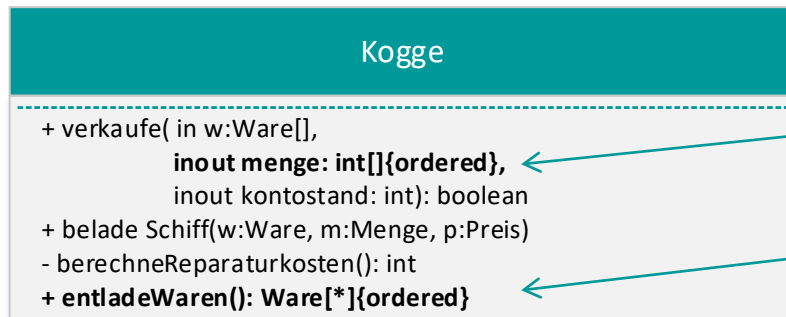 Kogge
+ verkaufe( in w:Ware[],
inout menge: int[]{ordered},
inout kontostand: int): boolean
+ belade Schiff(w:Ware, m:Menge, p:Preis)
- berechneReparaturkosten(): int
+ entladeWaren(): Ware[*]{ordered}